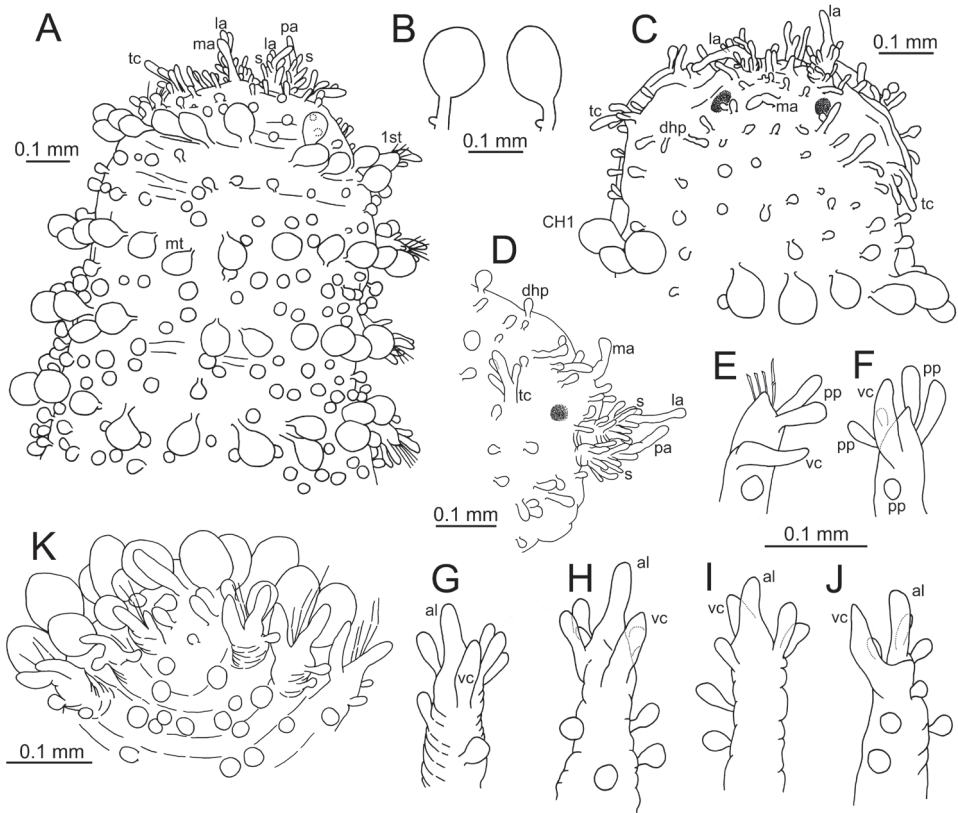 A
la
pa
ma
la
s
s
tc
0.1 mm
1st
mt
B
0.1 mm
C
la
la
0.1 mm
tc
ma
dhp
tc
CH1
D
dhp
ma
tc
s
la
pa
s
0.1 mm
E
pp
vc
F
pp
vc
pp
pp
0.1 mm
G
al
vc
H
al
vc
I
al
vc
J
al
vc
K
0.1 mm